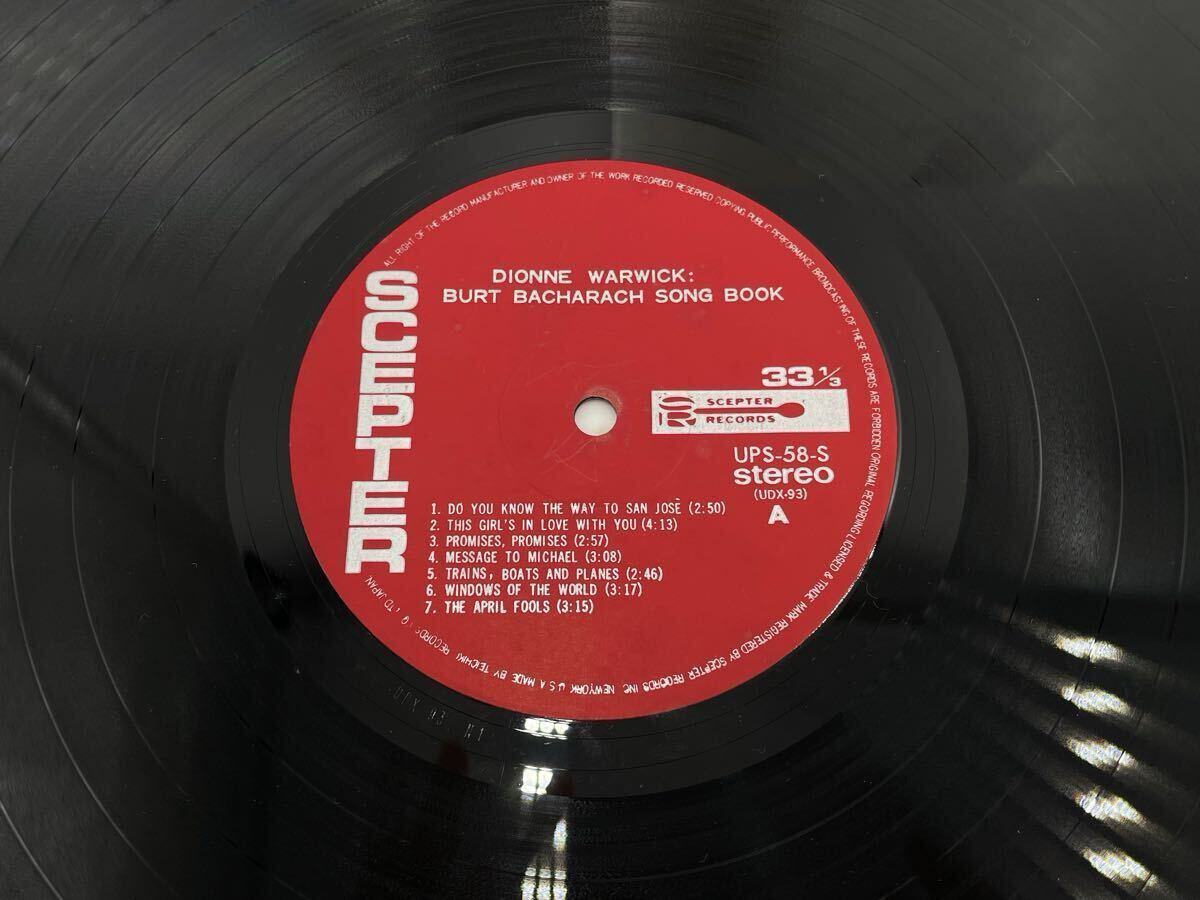 ALL RIGHT OF THE RECORD MANUFACTURER AND OWNER OF THE WORK RECORDED RESERVED COPYING, PUBLIC PERFORMANCE BROADCASTING OF THESE RECORDS ARE FORBIDDEN ORIGINAL RECORDING LICENSED & TRADE MARK REGISTERED BY SCEPTER RECORDS INC. NEWYORK U.S.A MADE BY TEICHIKU RECORDS LTD JAPAN.
SCEPTER
DIONNE WARWICK:
BURT BACHARACH SONG BOOK
33 1/3
SR SCEPTER
RECORDS
UPS-58-S
stereo
(UDX-93)
A
1. DO YOU KNOW THE WAY TO SAN JOSÈ (2:50)
2. THIS GIRL'S IN LOVE WITH YOU (4:13)
3. PROMISES, PROMISES (2:57)
4. MESSAGE TO MICHAEL (3:08)
5. TRAINS, BOATS AND PLANES (2:46)
6. WINDOWS OF THE WORLD (3:17)
7. THE APRIL FOOLS (3:15)